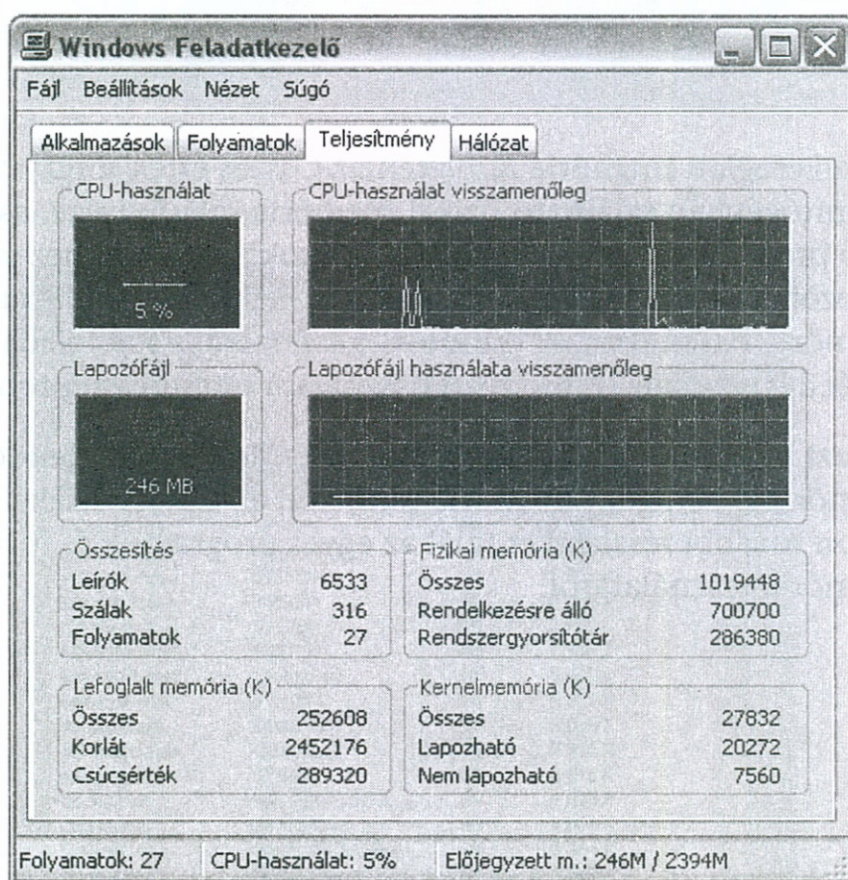 Windows Feladatkezelő
Fájl Beállítások Nézet Súgó
Alkalmazások Folyamatok Teljesítmény Hálózat
CPU-használat CPU-használat visszamenőleg
5 %
Lapozófájl Lapozófájl használata visszamenőleg
246 MB
Összesítés
Leírók 6533
Szálak 316
Folyamatok 27
Fizikai memória (K)
Összes 1019448
Rendelkezésre álló 700700
Rendszergyorsítótár 286380
Lefoglalt memória (K)
Összes 252608
Korlát 2452176
Csúcsérték 289320
Kernelmemória (K)
Összes 27832
Lapozható 20272
Nem lapozható 7560
Folyamatok: 27 CPU-használat: 5% Előjegyzett m.: 246M / 2394M